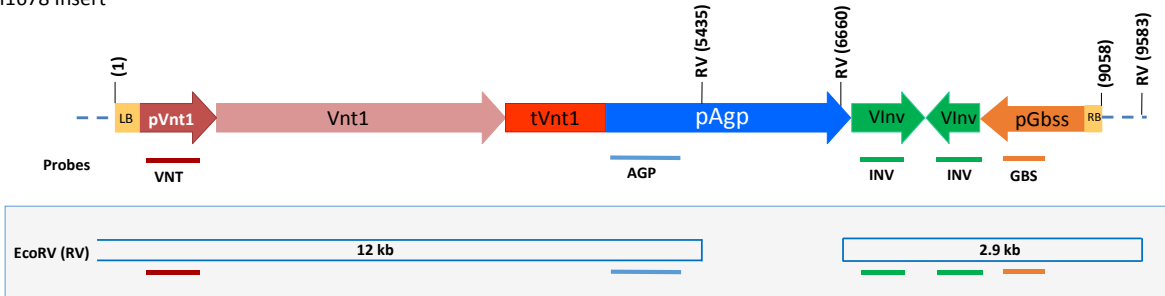 (1)
RV (5435)
RV (6660)
(9058)
RV (9583)
LB pVnt1 Vnt1 tVnt1 pAgp VInv VInv pGbss RB
Probes
VNT AGP INV INV GBS
EcoRV (RV) 12 kb 2.9 kb